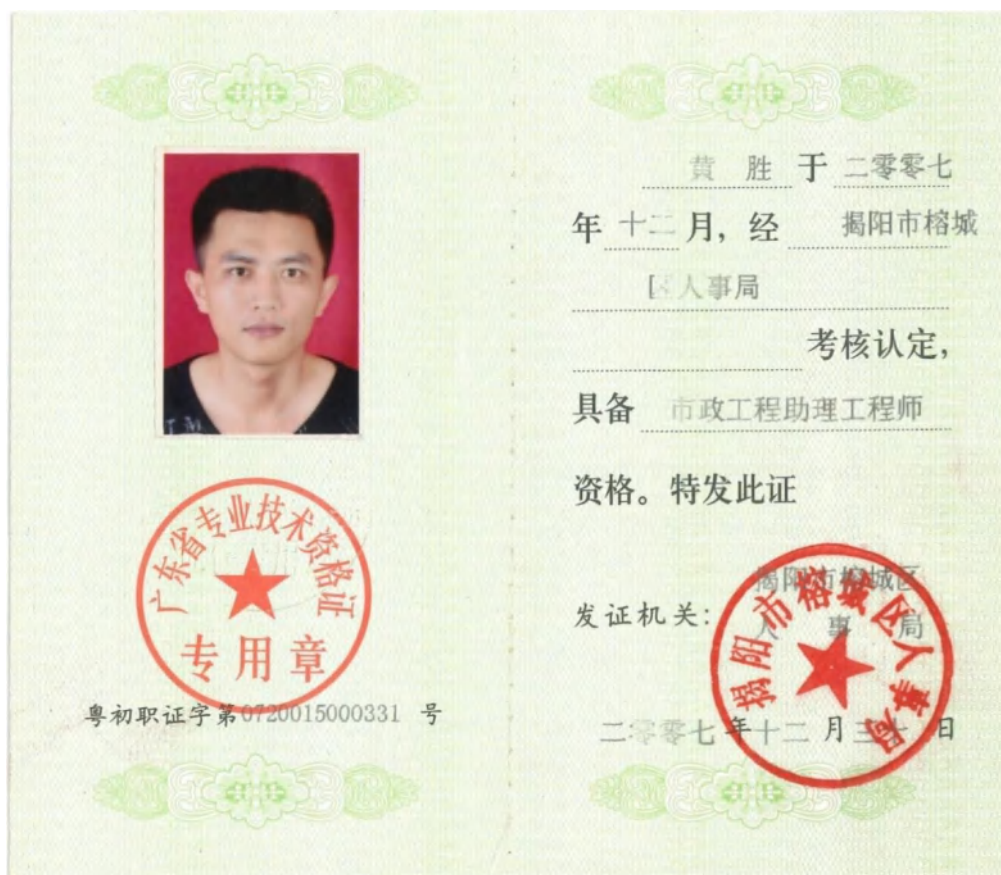 广东省专业技术资格证
专用章
粤初职证字第0720015000331 号
黄 胜 于 二零零七
年 十二 月，经 揭阳市榕城
区人事局
考核认定，
具备 市政工程助理工程师
资格。特发此证
揭阳市榕城区
发证机关：人 事 局
揭阳市榕城区人事局
二零零七 年 十二 月 三十 日